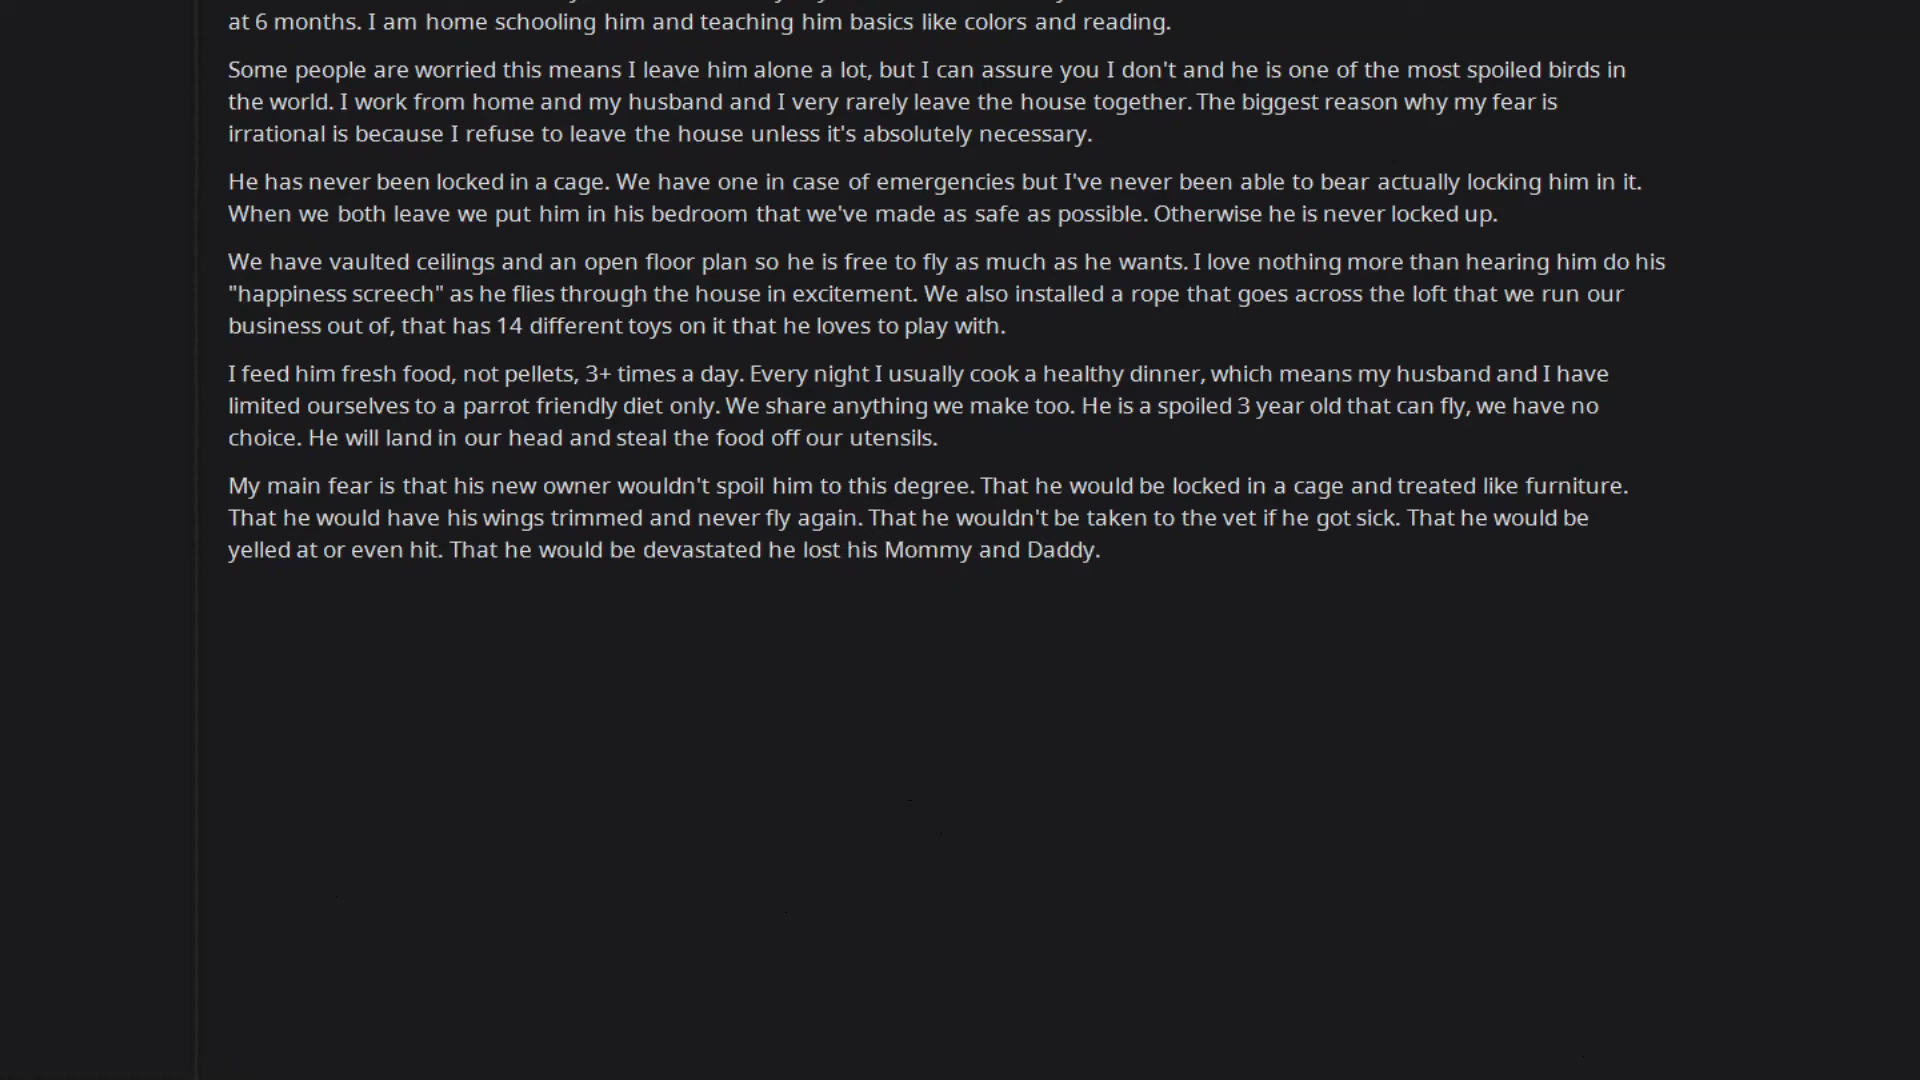 at 6 months. I am home schooling him and teaching him basics like colors and reading.
Some people are worried this means I leave him alone a lot, but I can assure you I don't and he is one of the most spoiled birds in
the world. I work from home and my husband and I very rarely leave the house together. The biggest reason why my fear is
irrational is because I refuse to leave the house unless it's absolutely necessary.
He has never been locked in a cage. We have one in case of emergencies but I've never been able to bear actually locking him in it.
When we both leave we put him in his bedroom that we've made as safe as possible. Otherwise he is never locked up.
We have vaulted ceilings and an open floor plan so he is free to fly as much as he wants. I love nothing more than hearing him do his
"happiness screech" as he flies through the house in excitement. We also installed a rope that goes across the loft that we run our
business out of, that has 14 different toys on it that he loves to play with.
I feed him fresh food, not pellets, 3+ times a day. Every night I usually cook a healthy dinner, which means my husband and I have
limited ourselves to a parrot friendly diet only. We share anything we make too. He is a spoiled 3 year old that can fly, we have no
choice. He will land in our head and steal the food off our utensils.
My main fear is that his new owner wouldn't spoil him to this degree. That he would be locked in a cage and treated like furniture.
That he would have his wings trimmed and never fly again. That he wouldn't be taken to the vet if he got sick. That he would be
yelled at or even hit. That he would be devastated he lost his Mommy and Daddy.